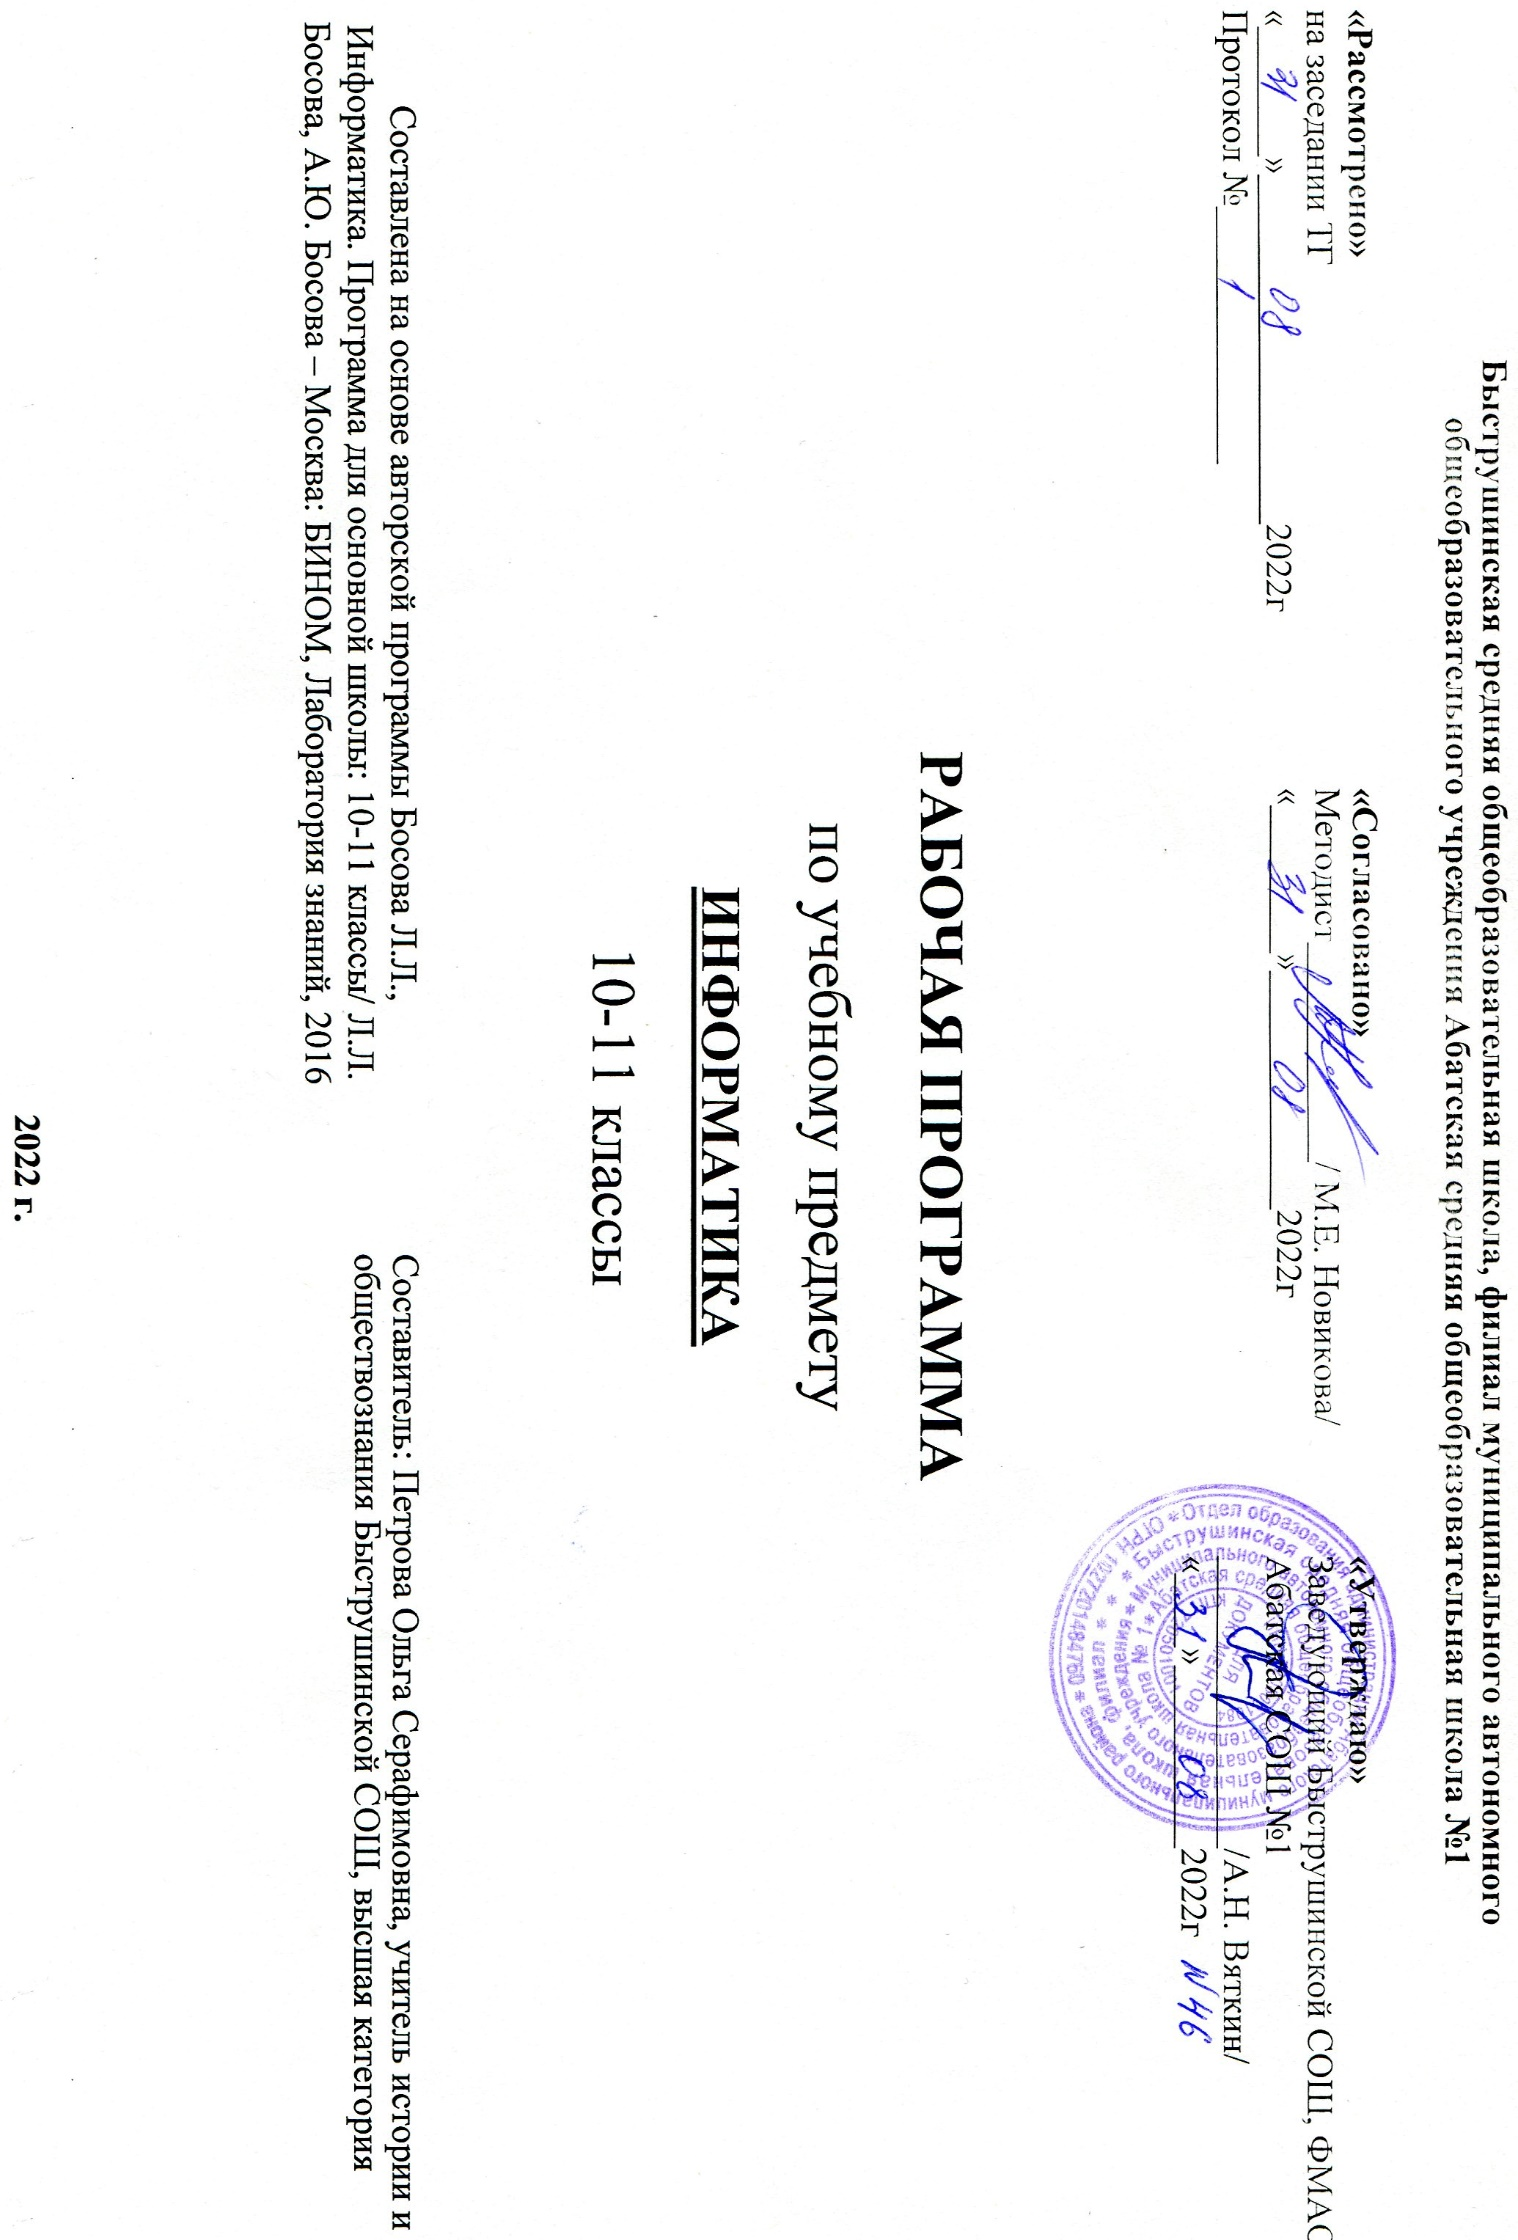 Быструшинская средняя общеобразовательная школа, филиал муниципального автономного
общеобразовательного учреждения Абатская средняя общеобразовательная школа №1
«Рассмотрено»
на заседании ТГ
« 31 » 08 2022г
Протокол № 1
«Согласовано»
Методист / М.Е. Новикова/
« 31 » 08 2022г
«Утверждаю»
Заведующий Быструшинской СОШ, ФМАО
Абатская СОШ №1
/А.Н. Вяткин/
« 31 » 08 2022г N 46
РАБОЧАЯ ПРОГРАММА
по учебному предмету
ИНФОРМАТИКА
10-11 классы
Составлена на основе авторской программы Босова Л.Л.,
Информатика. Программа для основной школы: 10-11 классы/ Л.Л.
Босова, А.Ю. Босова – Москва: БИНОМ, Лаборатория знаний, 2016
Составитель: Петрова Ольга Серафимовна, учитель истории и
обществознания Быструшинской СОШ, высшая категория
2022 г.